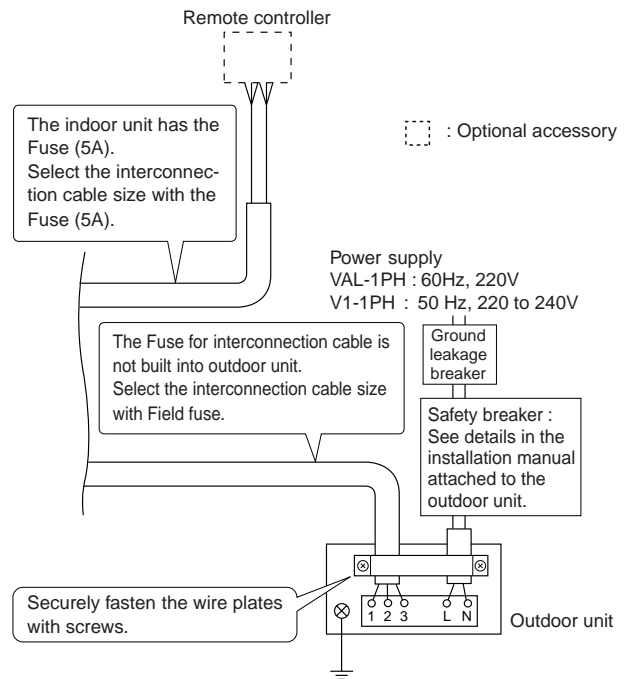 Remote controller
The indoor unit has the
Fuse (5A).
Select the interconnec-
tion cable size with the
Fuse (5A).
: Optional accessory
Power supply
VAL-1PH : 60Hz, 220V
V1-1PH : 50 Hz, 220 to 240V
Ground
leakage
breaker
The Fuse for interconnection cable is
not built into outdoor unit.
Select the interconnection cable size
with Field fuse.
Safety breaker :
See details in the
installation manual
attached to the
outdoor unit.
Securely fasten the wire plates
with screws.
1 2 3 L N
Outdoor unit